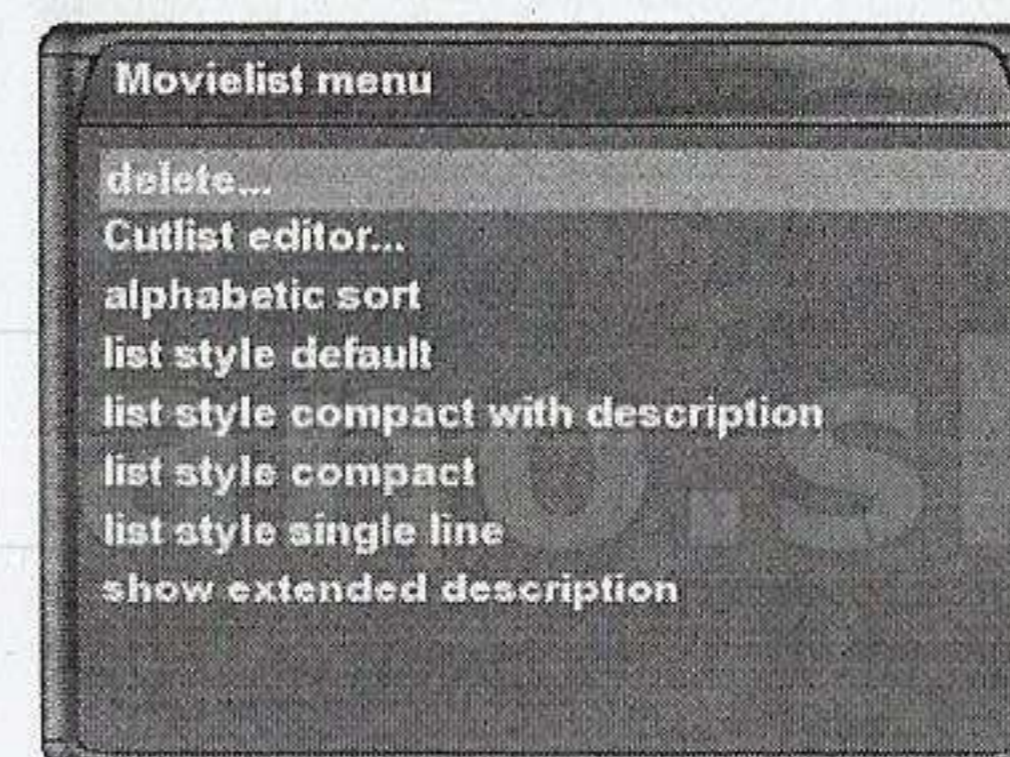 Movielist menu
delete...
Cutlist editor...
alphabetic sort
list style default
list style compact with description
list style compact
list style single line
show extended description